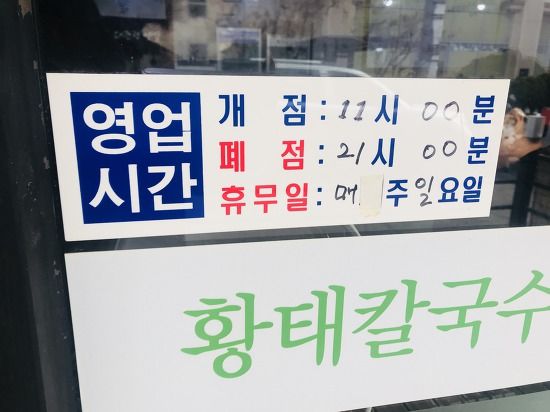 영업
시간
개 점 : 11시 00분
폐 점 : 21시 00분
휴무일 : 매 주 일요일
황태칼국수